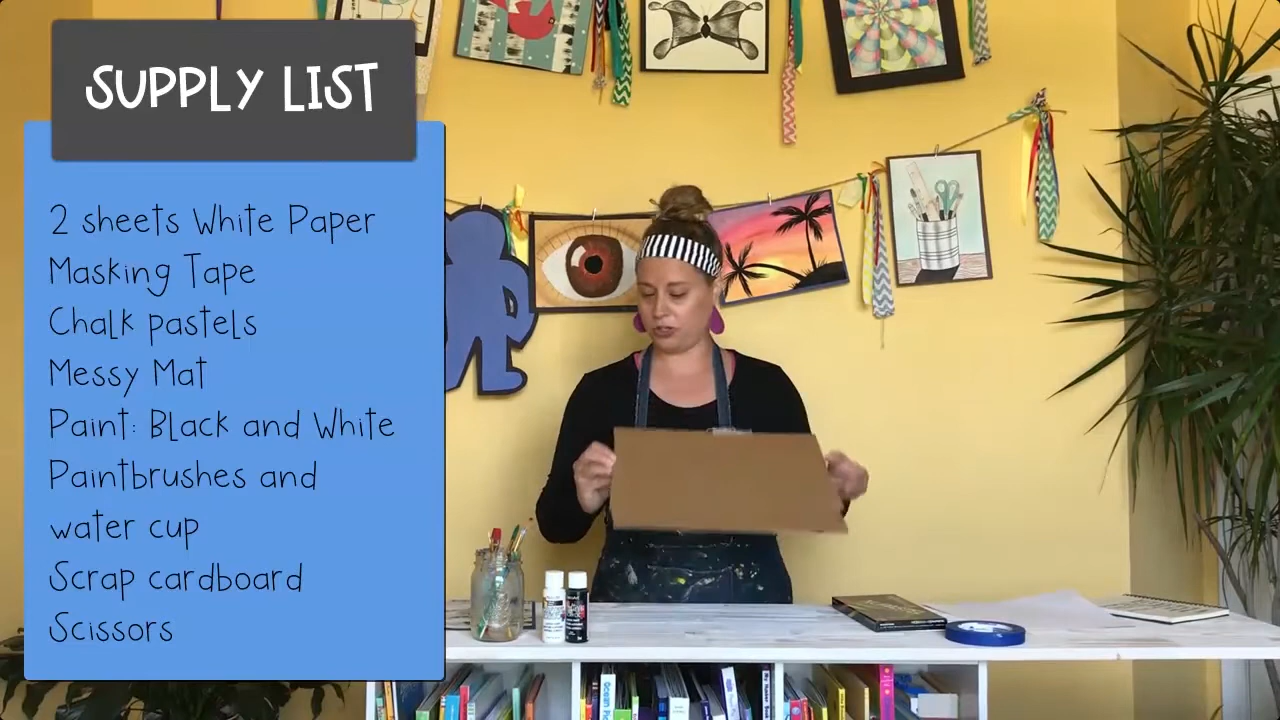 SUPPLY LIST
2 sheets White Paper
Masking Tape
Chalk pastels
Messy Mat
Paint: Black and White
Paintbrushes and
water cup
Scrap cardboard
Scissors